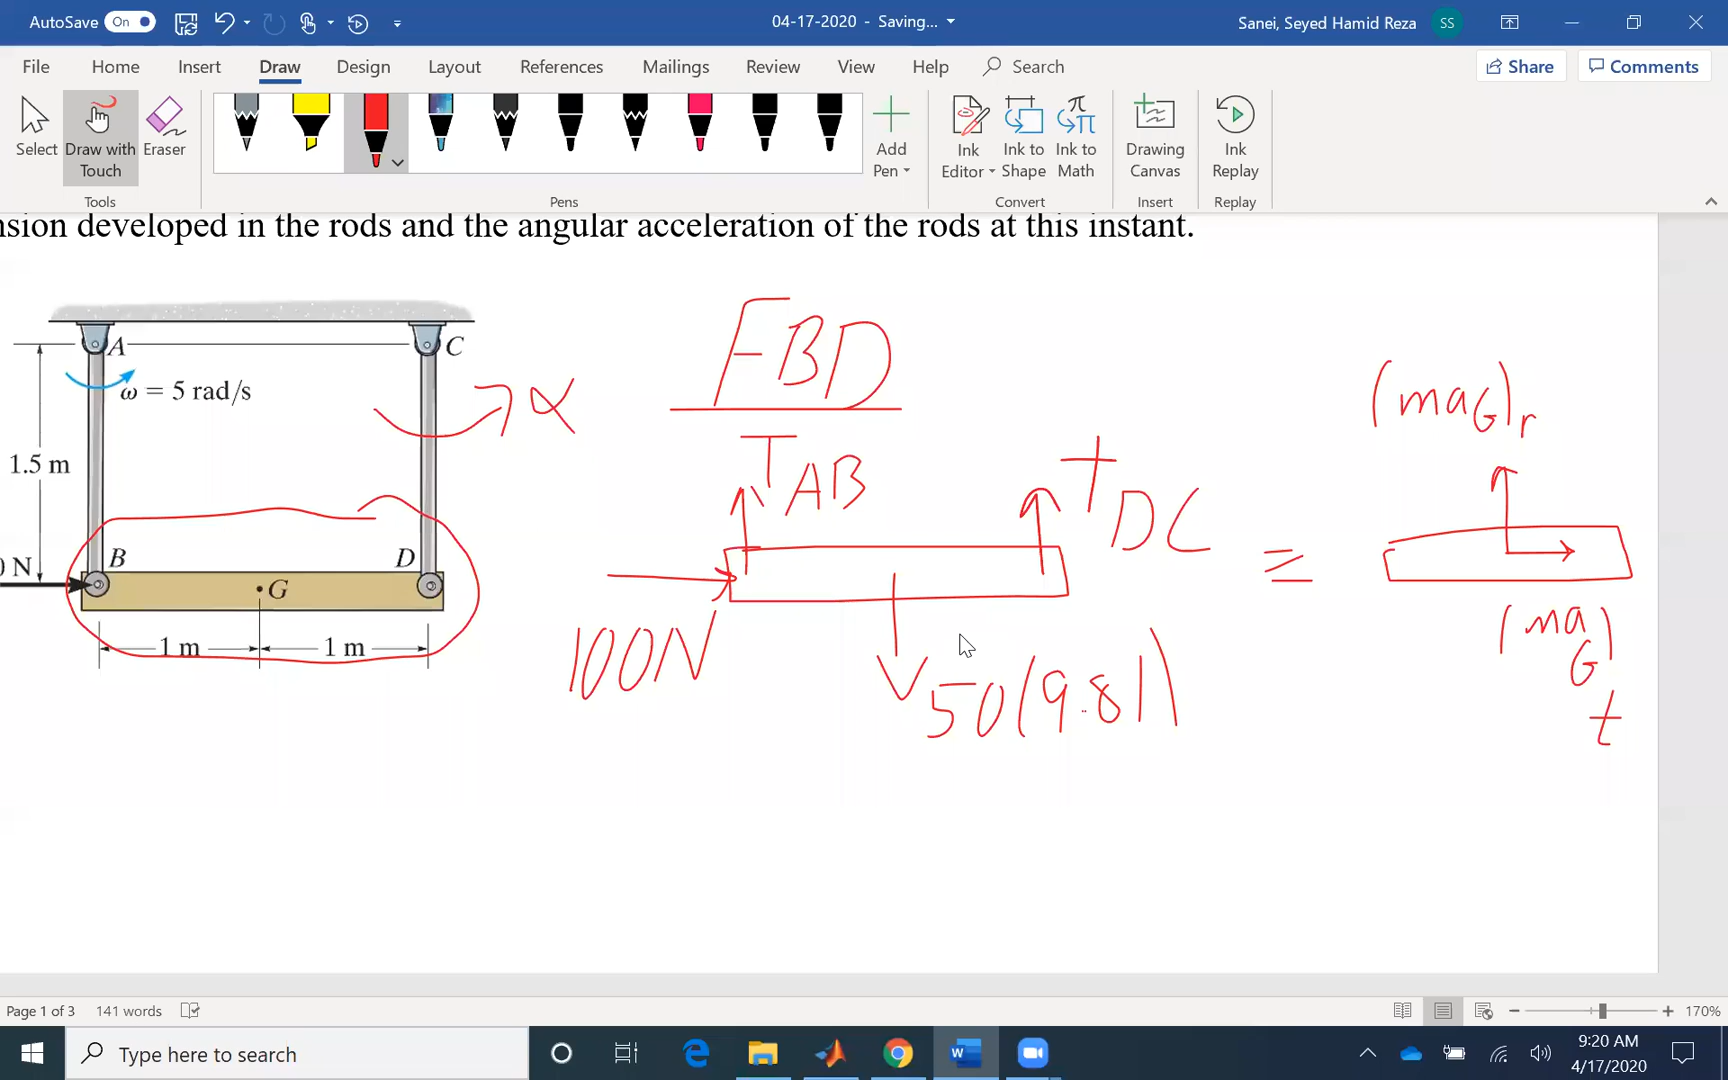 AutoSave On
04-17-2020 - Saving...
Sanei, Seyed Hamid Reza SS
File Home Insert Draw Design Layout References Mailings Review View Help Search Share Comments
Select
Draw with Touch
Eraser
Add Pen
Ink Editor
Ink to Shape
Ink to Math
Drawing Canvas
Ink Replay
Tools Pens Convert Insert Replay
nsion developed in the rods and the angular acceleration of the rods at this instant.
A
C
ω = 5 rad/s
α
1.5 m
B
D
0 N
G
1 m
1 m
FBD
T AB
T DC
100N
50(9.81)
=
(maG)r
(maG)t
Page 1 of 3 141 words
170%
Type here to search
9:20 AM
4/17/2020